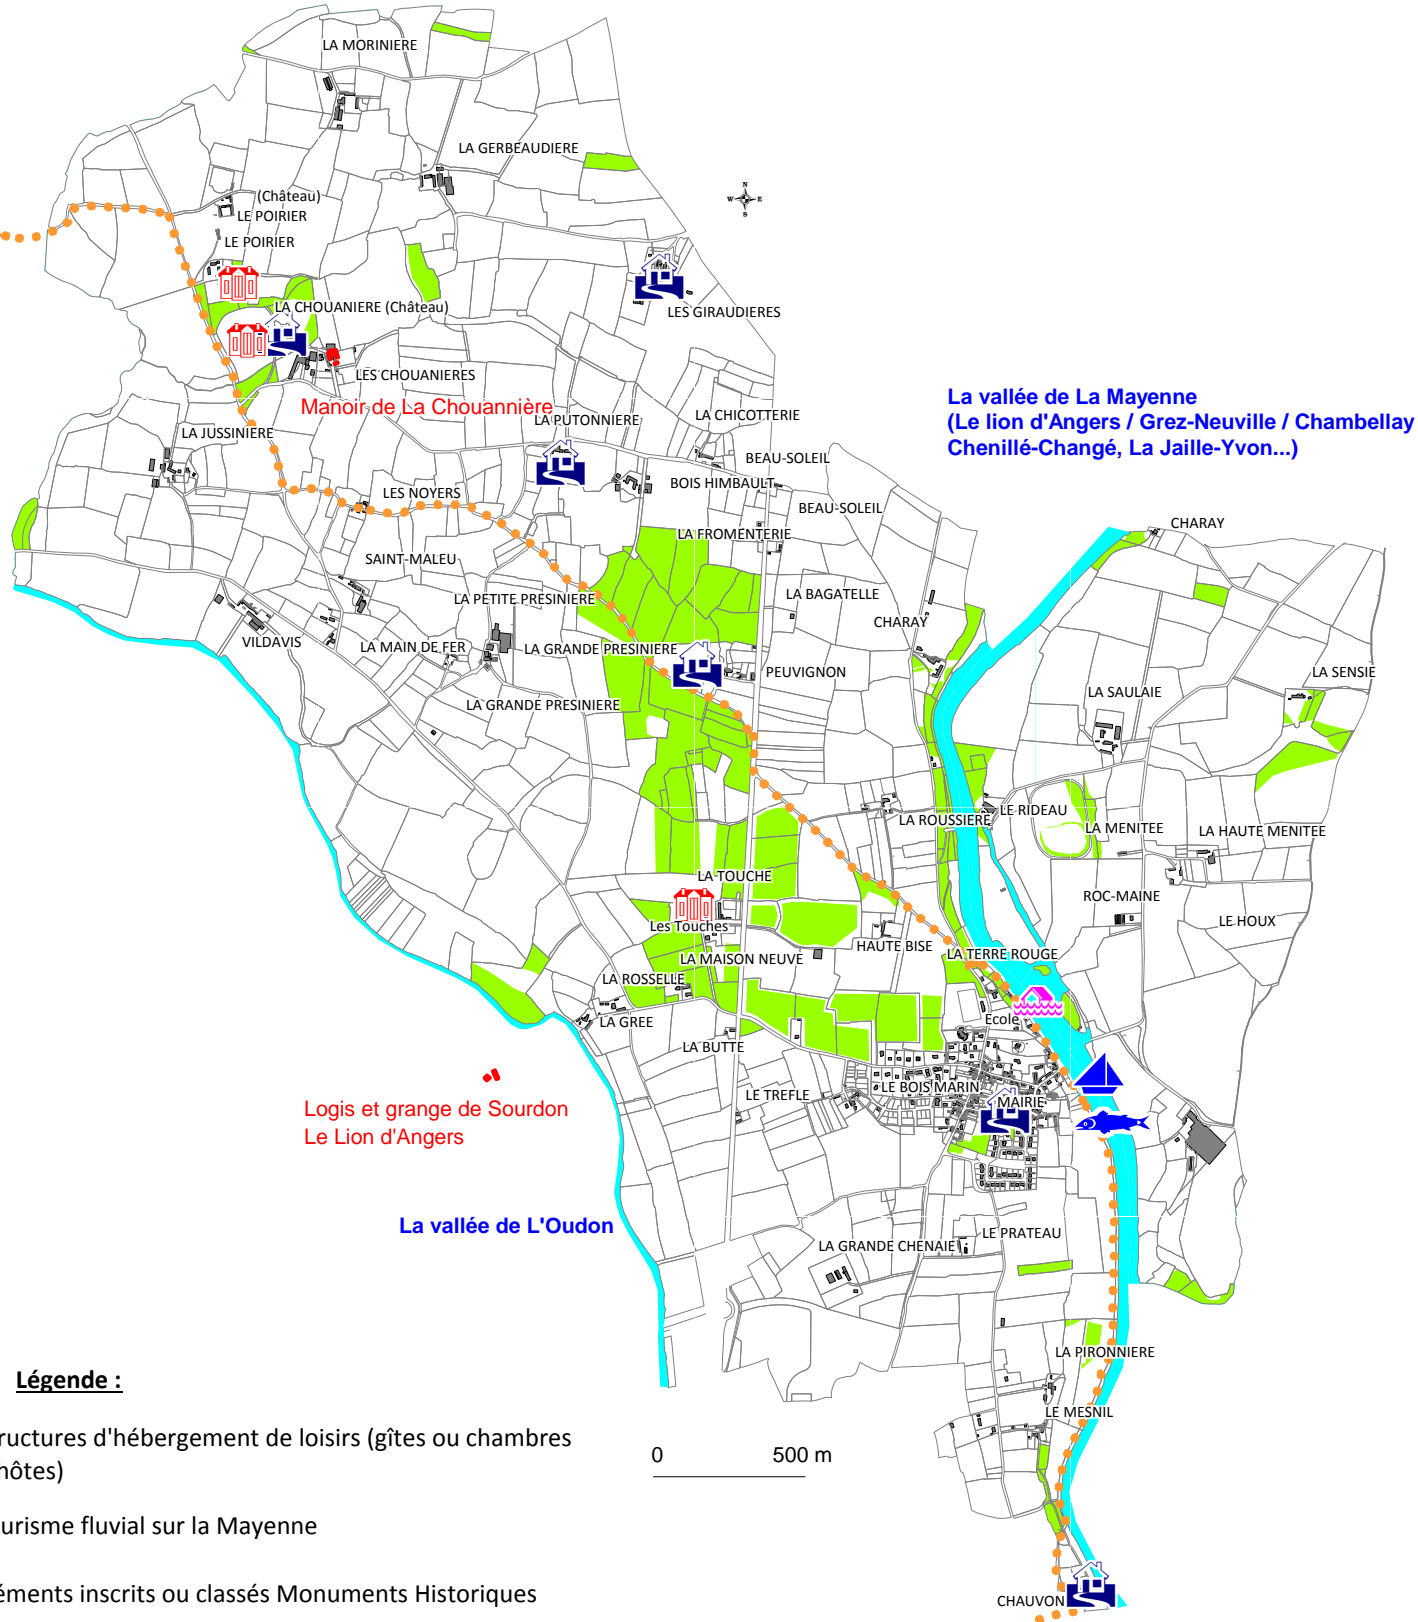 LA MORINIERE
LA GERBEAUDIERE
N
W E
S
(Château)
LE POIRIER
LE POIRIER
LA CHOUANIERE (Château)
LES GIRAUDIERES
LES CHOUANIERES
Manoir de La Chouannière
LA PUTONNIERE
LA CHICOTTERIE
La vallée de La Mayenne
(Le lion d'Angers / Grez-Neuville / Chambellay
Chenillé-Changé, La Jaille-Yvon...)
LA JUSSINIERE
BEAU-SOLEIL
BOIS HIMBAULT
LES NOYERS
BEAU-SOLEIL
LA FROMENTERIE
CHARAY
SAINT-MALEU
LA PETITE PRESINIERE
LA BAGATELLE
CHARAY
VILDAVIS
LA MAIN DE FER
LA GRANDE PRESINIERE
PEUVIGNON
LA SENSIE
LA SAULAIE
LA GRANDE PRESINIERE
LE RIDEAU
LA ROUSSIERE
LA MENITEE
LA HAUTE MENITEE
LA TOUCHE
ROC-MAINE
LE HOUX
Les Touches
HAUTE BISE
LA TERRE ROUGE
LA MAISON NEUVE
LA ROSSELLE
LA GREE
Ecole
LA BUTTE
LE BOIS MARIN
LE TREFLE
MAIRIE
Logis et grange de Sourdon
Le Lion d'Angers
La vallée de L'Oudon
LE PRATEAU
LA GRANDE CHENAIE
LA PIRONNIERE
LE MESNIL
Légende :
ructures d'hébergement de loisirs (gîtes ou chambres
hôtes)
0 500 m
urisme fluvial sur la Mayenne
éments inscrits ou classés Monuments Historiques
CHAUVON